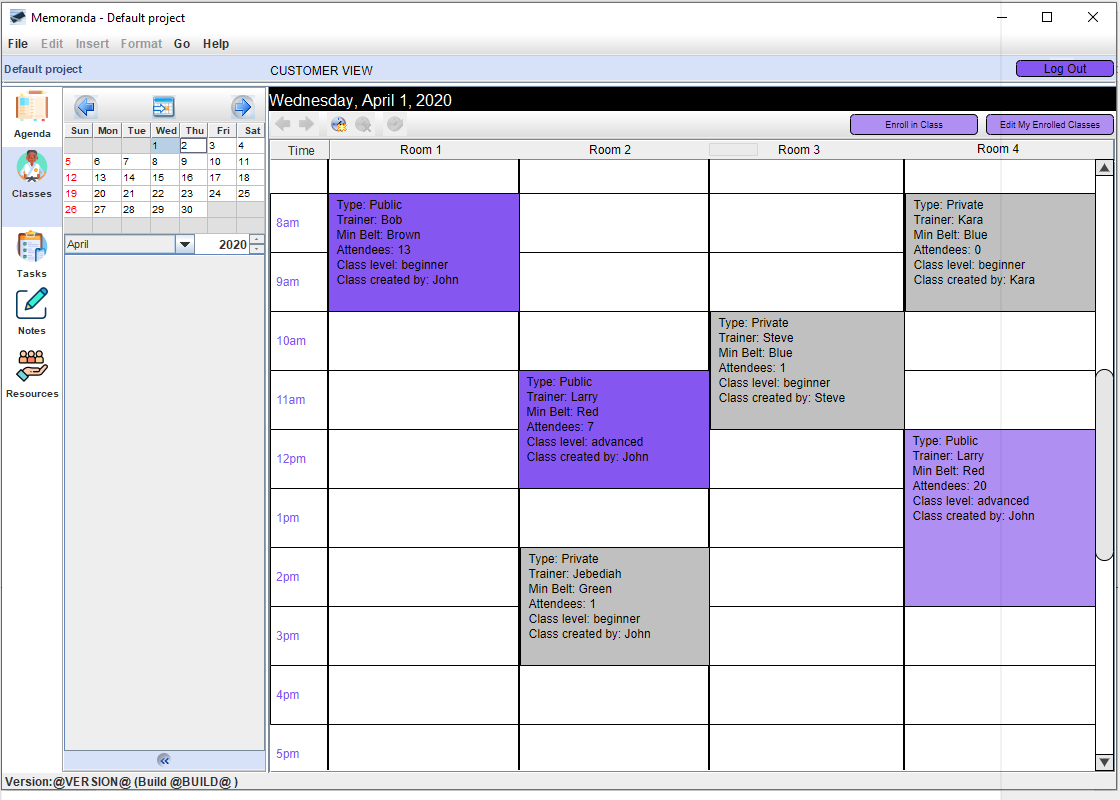 Memoranda - Default project
File Edit Insert Format Go Help
Default project
CUSTOMER VIEW
Log Out
Agenda
Classes
Tasks
Notes
Resources
Sun Mon Tue Wed Thu Fri Sat
1 2 3 4
5 6 7 8 9 10 11
12 13 14 15 16 17 18
19 20 21 22 23 24 25
26 27 28 29 30
April 2020
Wednesday, April 1, 2020
Enroll in Class
Edit My Enrolled Classes
Time Room 1 Room 2 Room 3 Room 4
8am
9am
10am
11am
12pm
1pm
2pm
3pm
4pm
5pm
Type: Public
Trainer: Bob
Min Belt: Brown
Attendees: 13
Class level: beginner
Class created by: John
Type: Public
Trainer: Larry
Min Belt: Red
Attendees: 7
Class level: advanced
Class created by: John
Type: Private
Trainer: Jebediah
Min Belt: Green
Attendees: 1
Class level: beginner
Class created by: John
Type: Private
Trainer: Steve
Min Belt: Blue
Attendees: 1
Class level: beginner
Class created by: Steve
Type: Private
Trainer: Kara
Min Belt: Blue
Attendees: 0
Class level: beginner
Class created by: Kara
Type: Public
Trainer: Larry
Min Belt: Red
Attendees: 20
Class level: advanced
Class created by: John
Version:@VERSION@ (Build @BUILD@ )